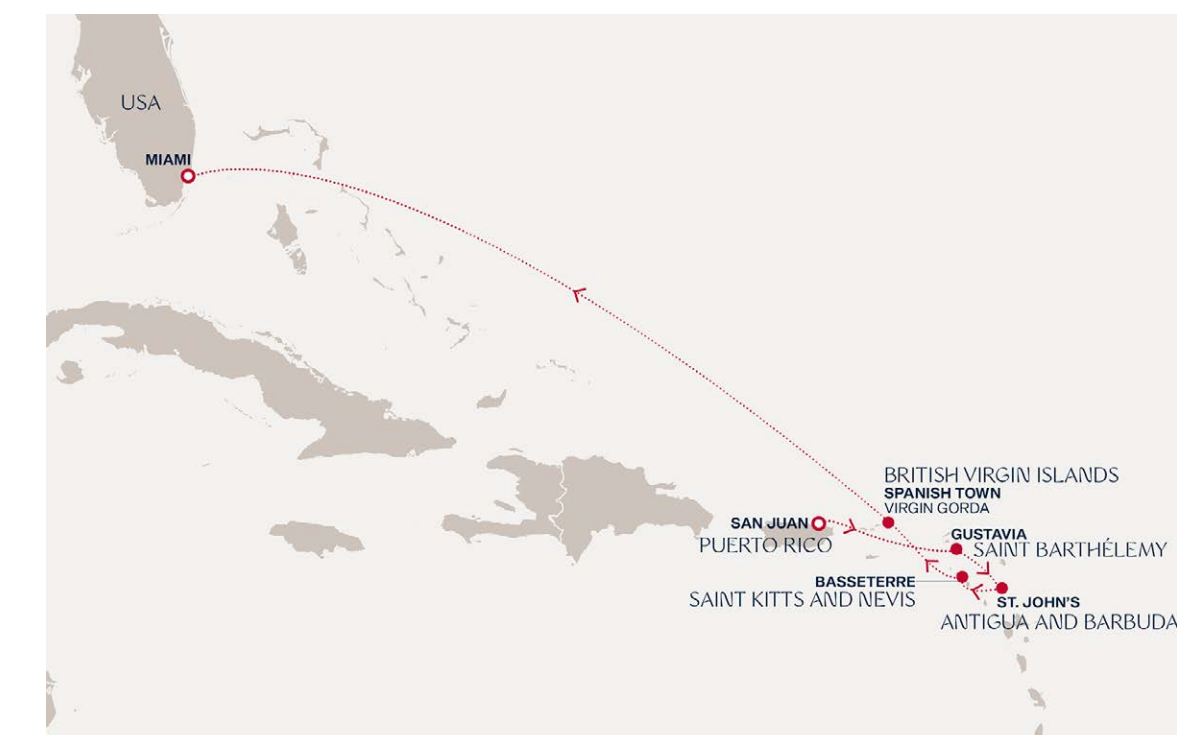 USA
MIAMI
BRITISH VIRGIN ISLANDS
SPANISH TOWN
VIRGIN GORDA
SAN JUAN
PUERTO RICO
GUSTAVIA
SAINT BARTHÉLEMY
BASSETERRE
SAINT KITTS AND NEVIS
ST. JOHN'S
ANTIGUA AND BARBUDA